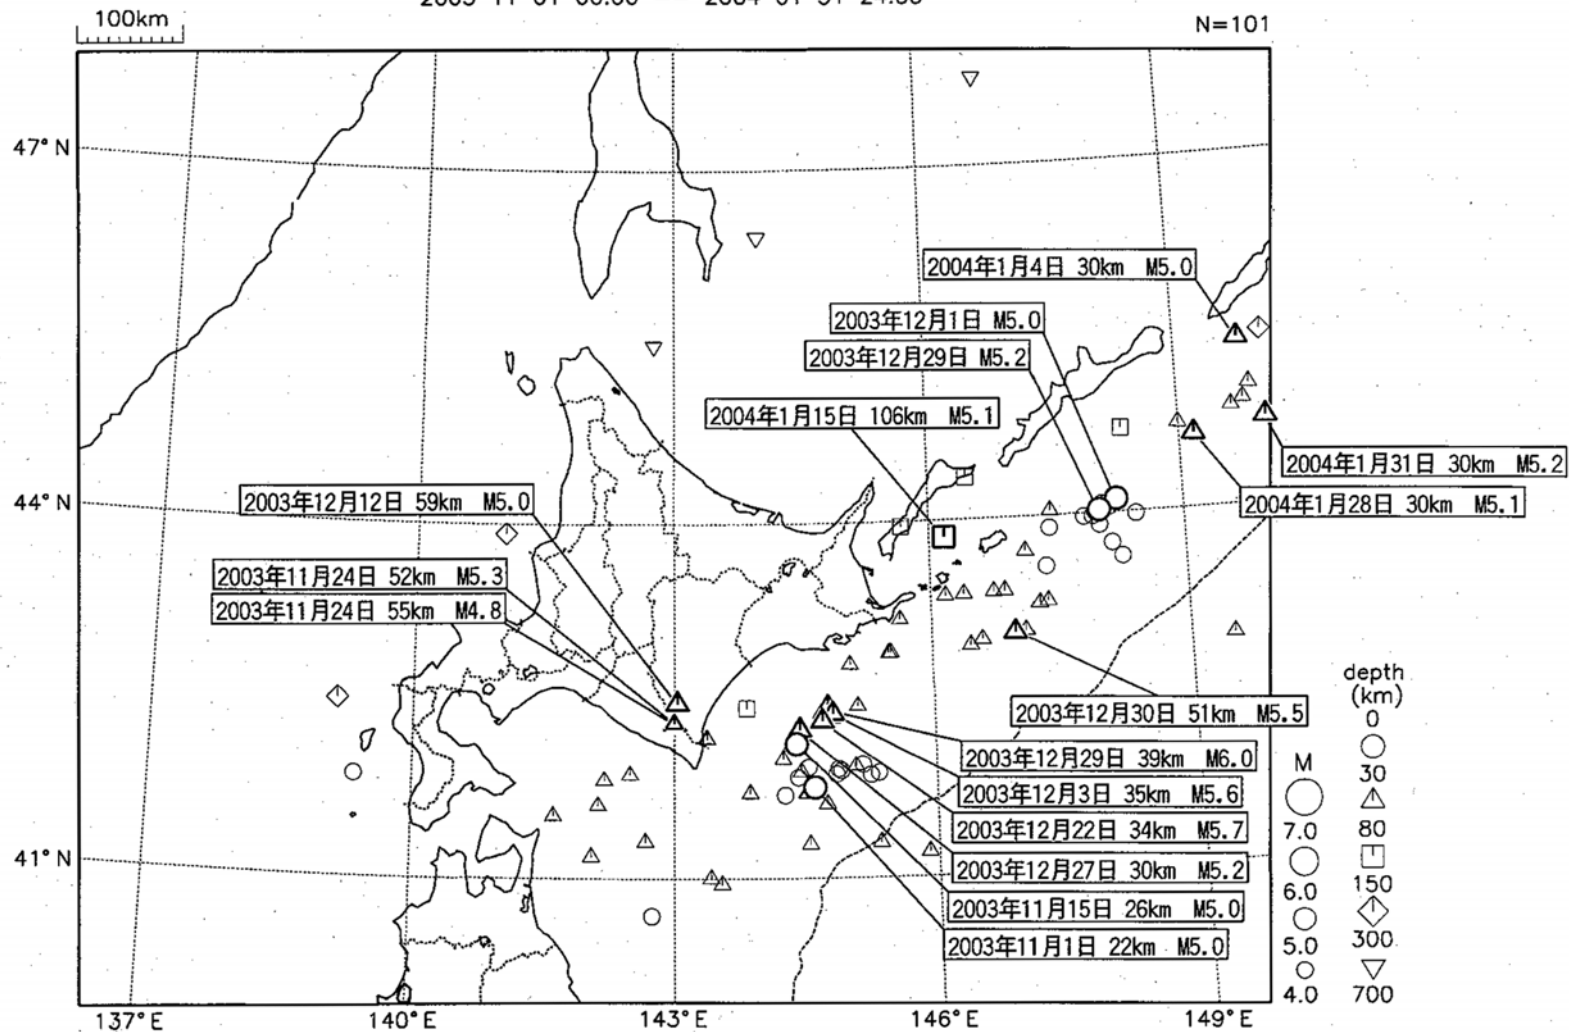 100km
N=101
47°N
2004年1月4日 30km M5.0
2003年12月1日 M5.0
2003年12月29日 M5.2
2004年1月15日 106km M5.1
2004年1月31日 30km M5.2
44°N
2003年12月12日 59km M5.0
2004年1月28日 30km M5.1
2003年11月24日 52km M5.3
2003年11月24日 55km M4.8
depth
(km)
2003年12月30日 51km M5.5
0
2003年12月29日 39km M6.0
M
30
2003年12月3日 35km M5.6
2003年12月22日 34km M5.7
7.0
80
41°N
2003年12月27日 30km M5.2
6.0
150
2003年11月15日 26km M5.0
2003年11月1日 22km M5.0
5.0
300
4.0
700
137°E
140°E
143°E
146°E
149°E